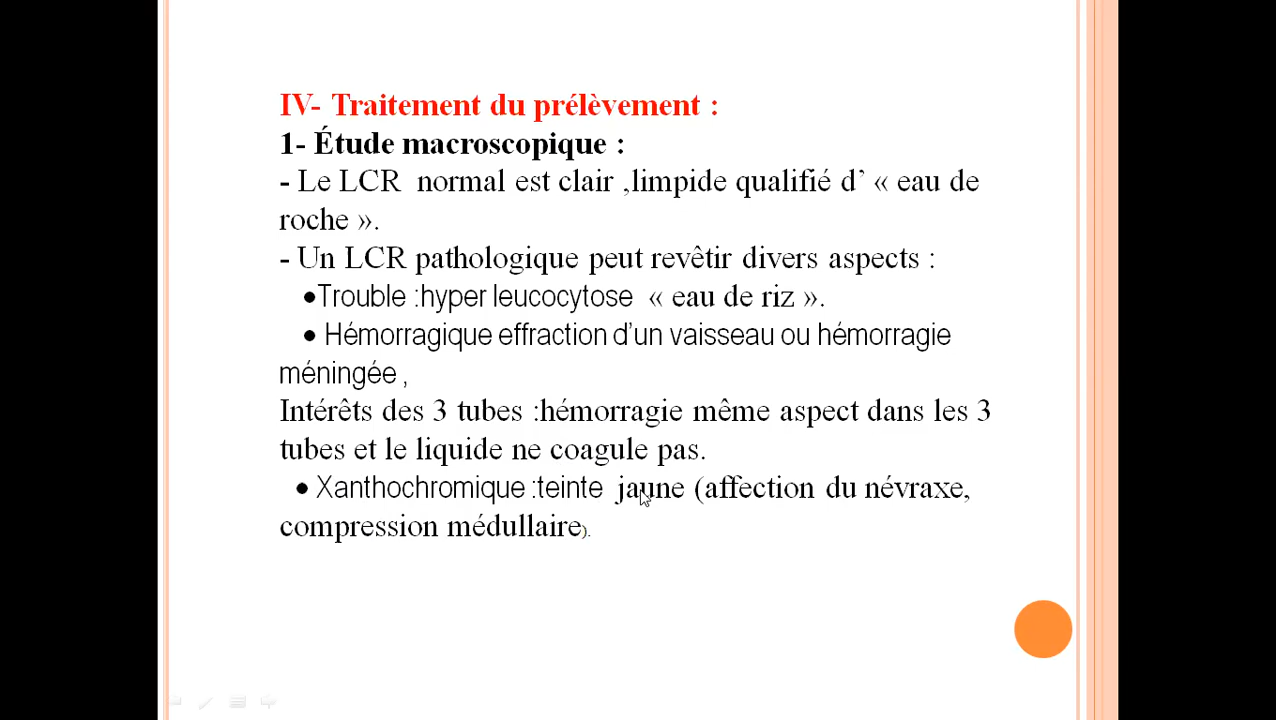 IV- Traitement du prélèvement :
1- Étude macroscopique :
- Le LCR normal est clair ,limpide qualifié d’ « eau de
roche ».
- Un LCR pathologique peut revêtir divers aspects :
•Trouble :hyper leucocytose « eau de riz ».
• Hémorragique effraction d’un vaisseau ou hémorragie
méningée ,
Intérêts des 3 tubes :hémorragie même aspect dans les 3
tubes et le liquide ne coagule pas.
• Xanthochromique :teinte jaune (affection du névraxe,
compression médullaire).